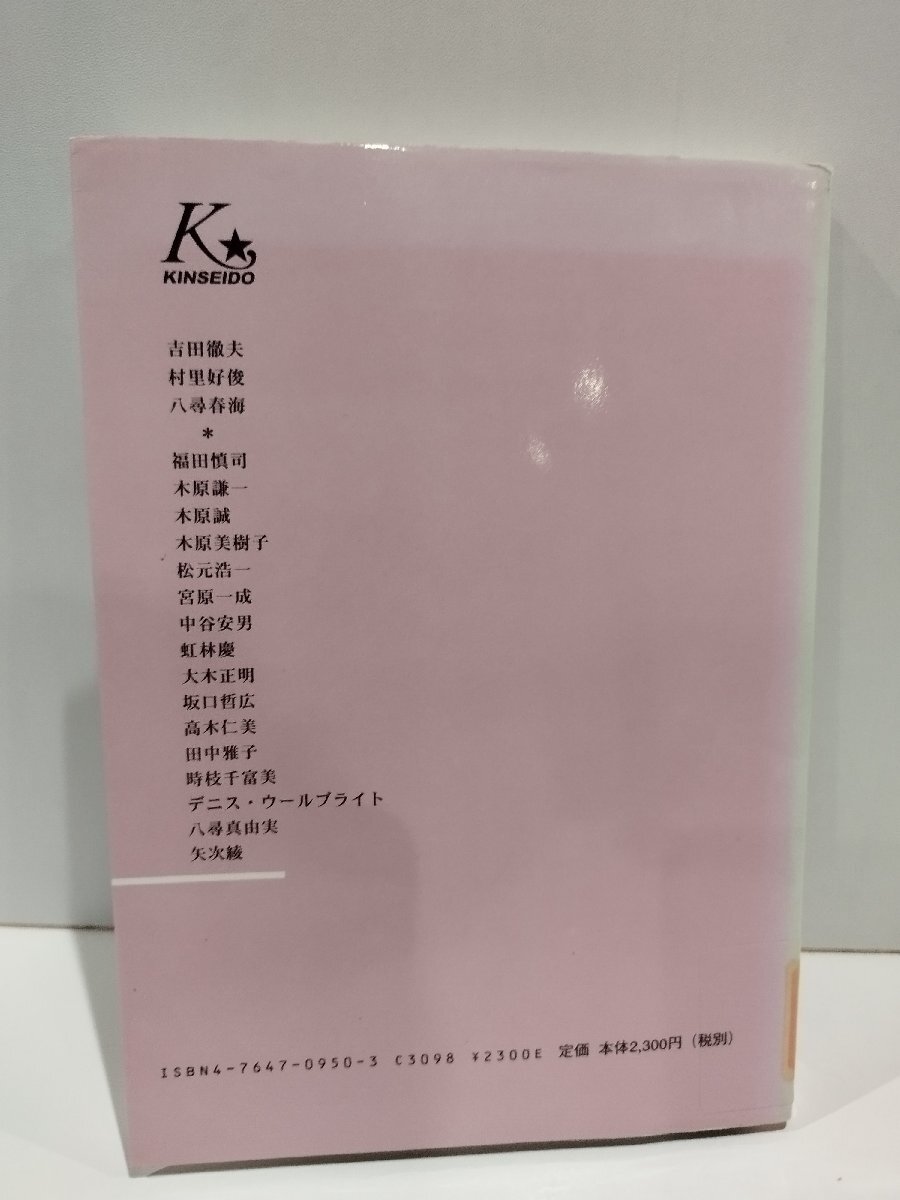 K
KINSEIDO
吉田徹夫
村里好俊
八尋春海
*
福田慎司
木原謙一
木原誠
木原美樹子
松元浩一
宮原一成
中谷安男
虹林慶
大木正明
坂口哲広
高木仁美
田中雅子
時枝千富美
デニス・ウールブライト
八尋真由実
矢次綾
ISBN4-7647-0950-3 C3098 ¥2300E 定価 本体2,300円(税別)